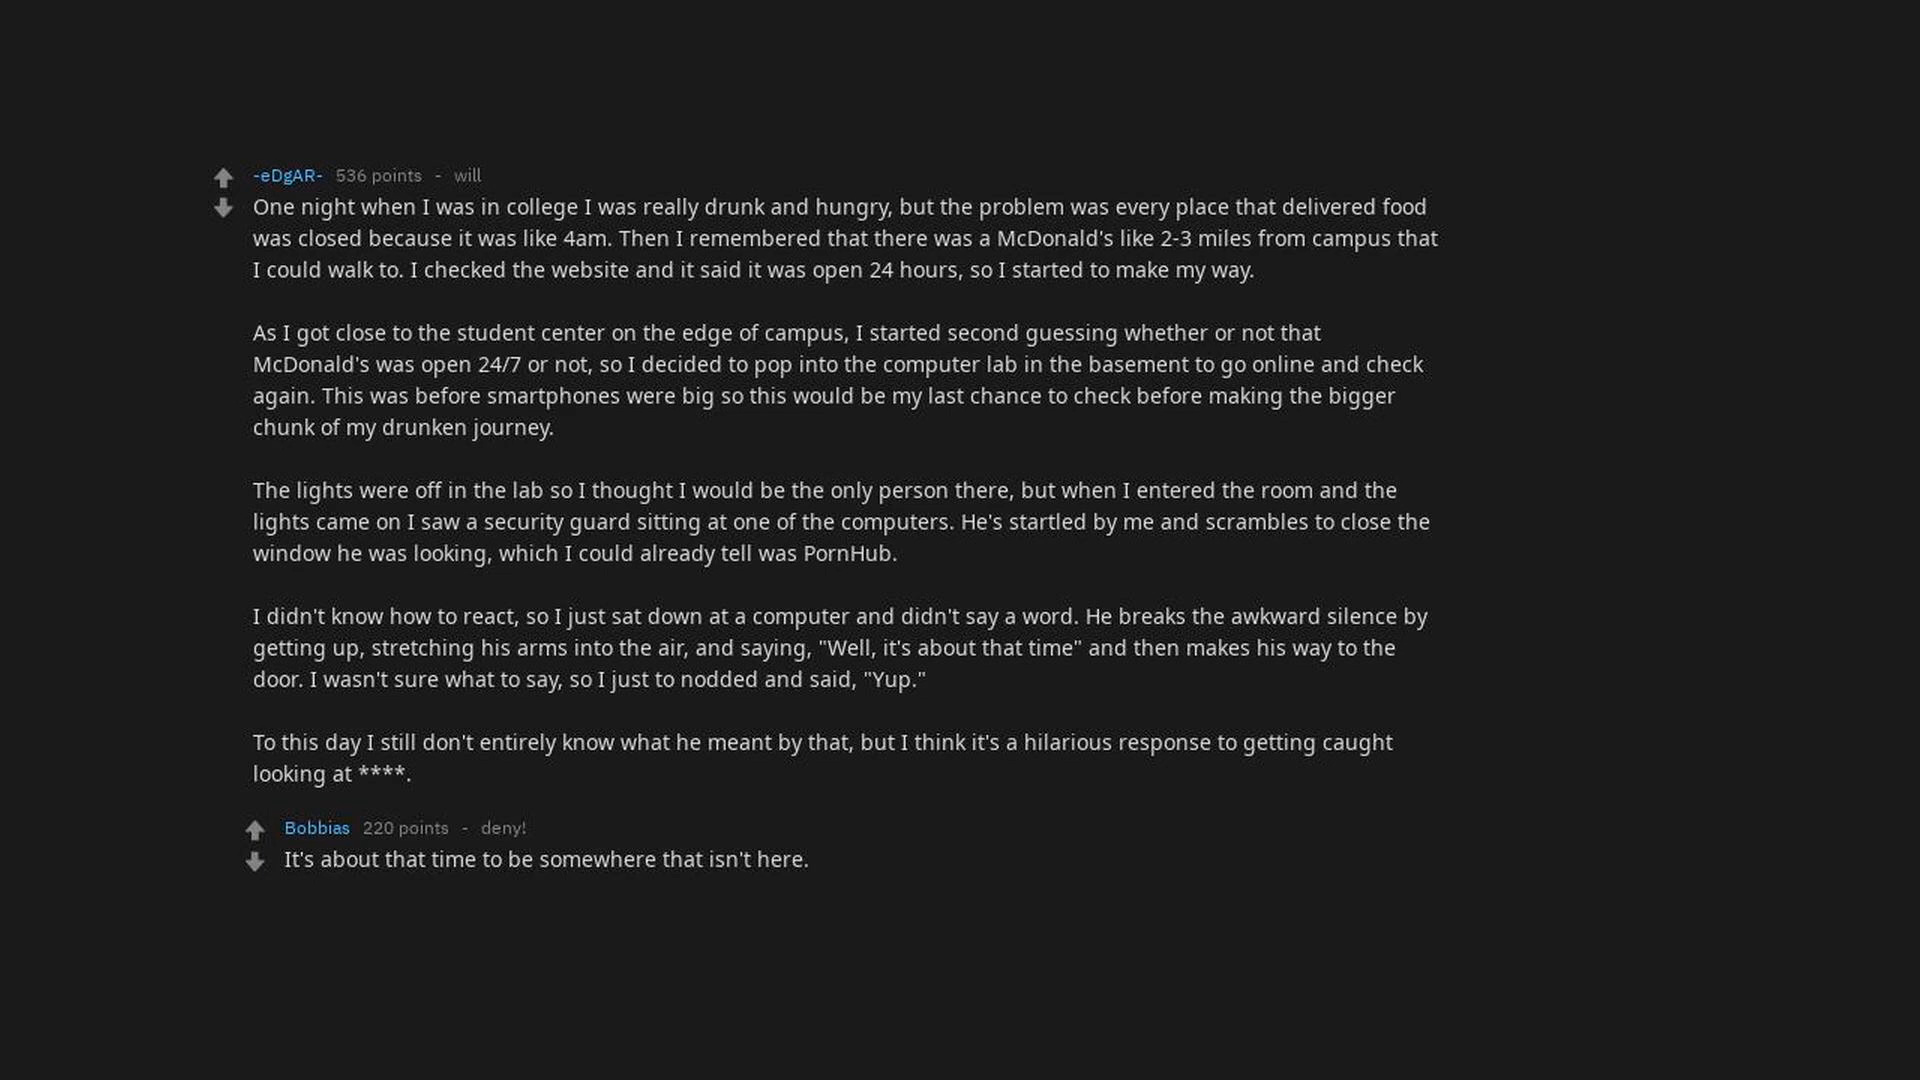 -eDgAR- 536 points - will
One night when I was in college I was really drunk and hungry, but the problem was every place that delivered food
was closed because it was like 4am. Then I remembered that there was a McDonald's like 2-3 miles from campus that
I could walk to. I checked the website and it said it was open 24 hours, so I started to make my way.
As I got close to the student center on the edge of campus, I started second guessing whether or not that
McDonald's was open 24/7 or not, so I decided to pop into the computer lab in the basement to go online and check
again. This was before smartphones were big so this would be my last chance to check before making the bigger
chunk of my drunken journey.
The lights were off in the lab so I thought I would be the only person there, but when I entered the room and the
lights came on I saw a security guard sitting at one of the computers. He's startled by me and scrambles to close the
window he was looking, which I could already tell was PornHub.
I didn't know how to react, so I just sat down at a computer and didn't say a word. He breaks the awkward silence by
getting up, stretching his arms into the air, and saying, "Well, it's about that time" and then makes his way to the
door. I wasn't sure what to say, so I just to nodded and said, "Yup."
To this day I still don't entirely know what he meant by that, but I think it's a hilarious response to getting caught
looking at ****.
Bobbias 220 points - deny!
It's about that time to be somewhere that isn't here.